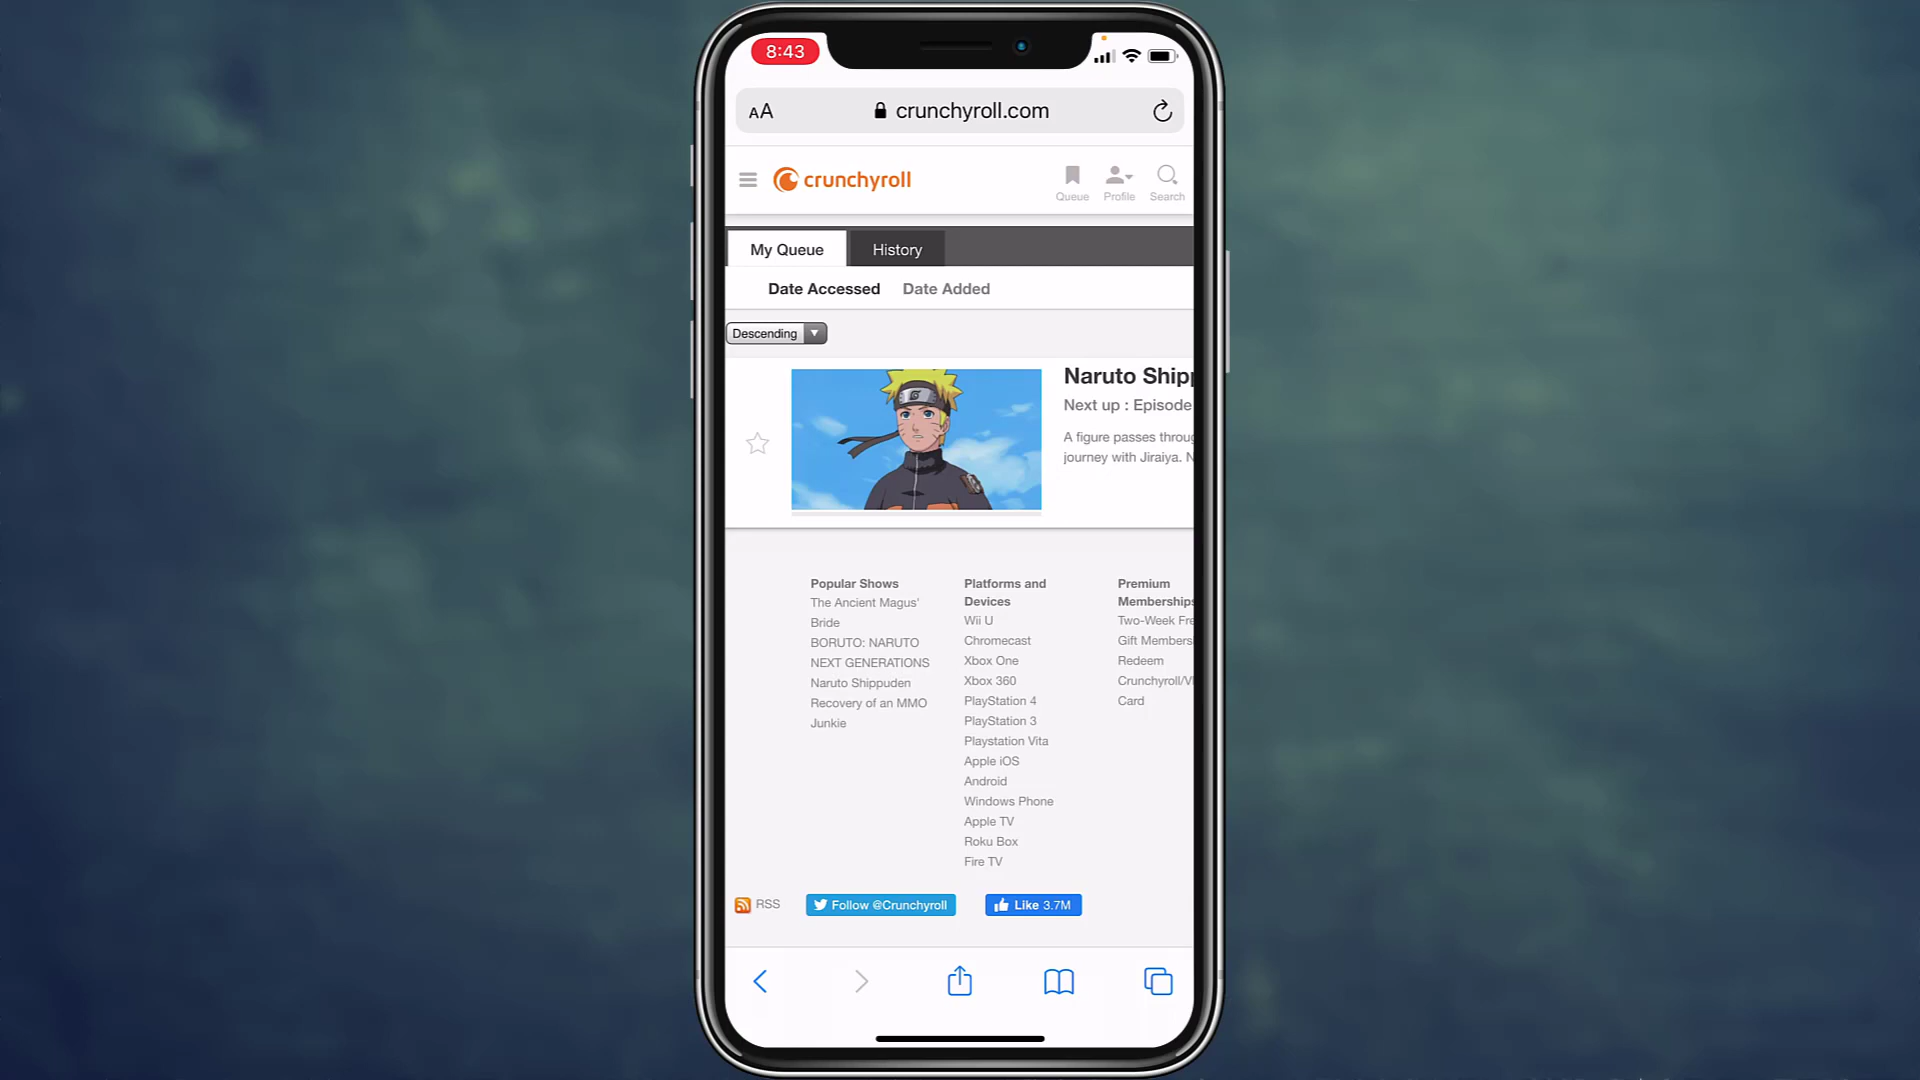 8:43
AA crunchyroll.com
crunchyroll
Queue Profile Search
My Queue History
Date Accessed Date Added
Descending
Naruto Ship
Next up : Episode
A figure passes throu
journey with Jiraiya. N
Popular Shows
The Ancient Magus'
Bride
BORUTO: NARUTO
NEXT GENERATIONS
Naruto Shippuden
Recovery of an MMO
Junkie
Platforms and
Devices
Wii U
Chromecast
Xbox One
Xbox 360
PlayStation 4
PlayStation 3
Playstation Vita
Apple iOS
Android
Windows Phone
Apple TV
Roku Box
Fire TV
Premium
Memberships
Two-Week Fre
Gift Members
Redeem
Crunchyroll/V
Card
RSS Follow @Crunchyroll Like 3.7M